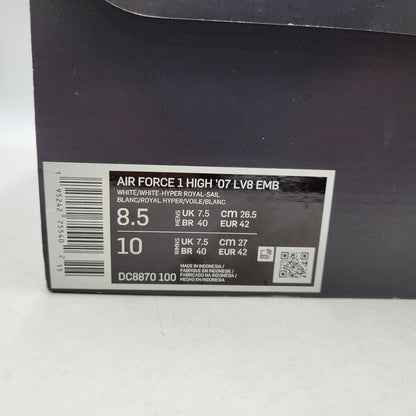 AIR FORCE 1 HIGH '07 LV8 EMB
WHITE/WHITE-HYPER ROYAL-SAIL
BLANC/ROYAL HYPER/VOILE/BLANC
8.5 MENS UK 7.5 cm 26.5
BR 40 EUR 42
10 WMNS UK 7.5 cm 27
BR 40 EUR 42
DC8870 100
MADE IN INDONESIA /
FABRIQUÉ EN INDONÉSIE /
FABRICADO NA INDONÉSIA /
HECHO EN INDONESIA